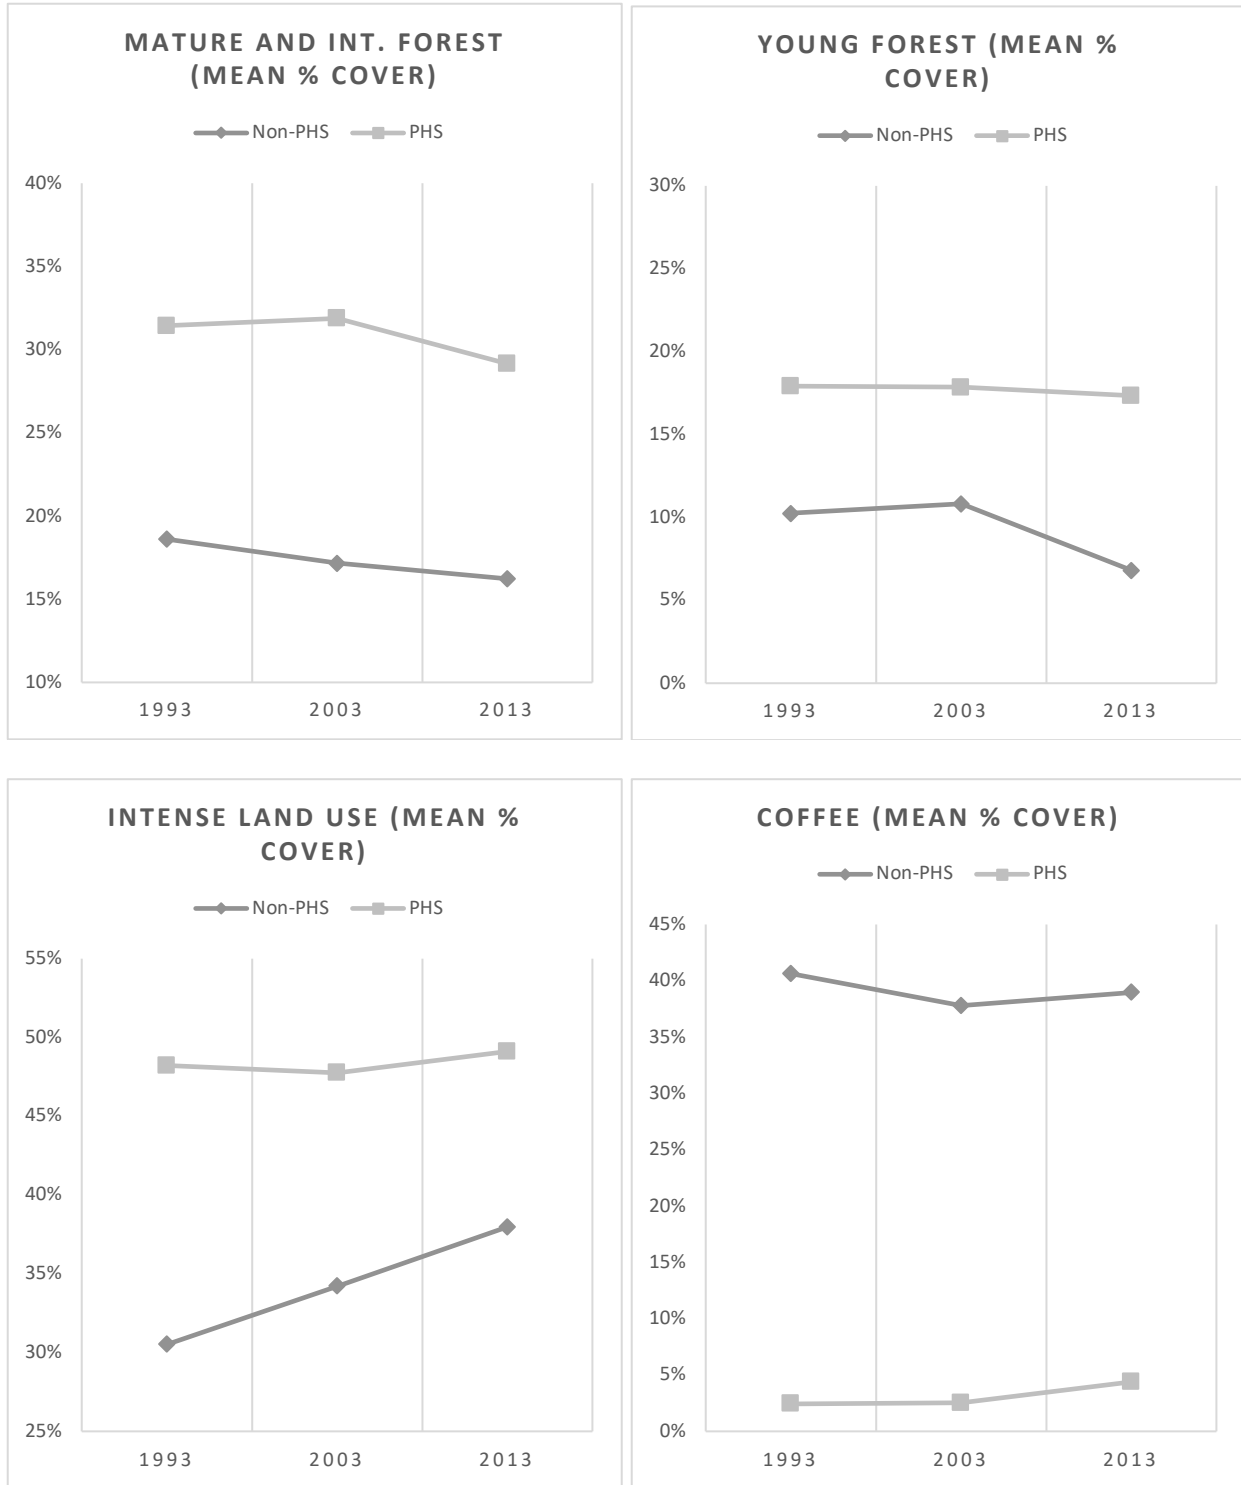 MATURE AND INT. FOREST
(MEAN % COVER)
Non-PHS PHS
40%
35%
30%
25%
20%
15%
10%
1993 2003 2013
YOUNG FOREST (MEAN %
COVER)
Non-PHS PHS
30%
25%
20%
15%
10%
5%
0%
1993 2003 2013
INTENSE LAND USE (MEAN %
COVER)
Non-PHS PHS
55%
50%
45%
40%
35%
30%
25%
1993 2003 2013
COFFEE (MEAN % COVER)
Non-PHS PHS
45%
40%
35%
30%
25%
20%
15%
10%
5%
0%
1993 2003 2013